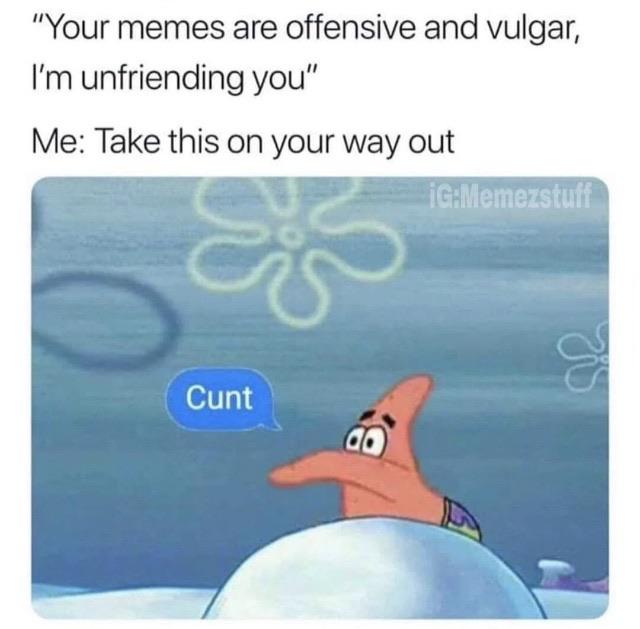 "Your memes are offensive and vulgar,
I'm unfriending you"
Me: Take this on your way out
iG:Memezstuff
Cunt